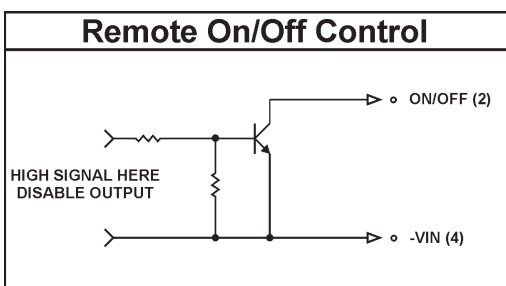 Remote On/Off Control
ON/OFF (2)
HIGH SIGNAL HERE
DISABLE OUTPUT
-VIN (4)